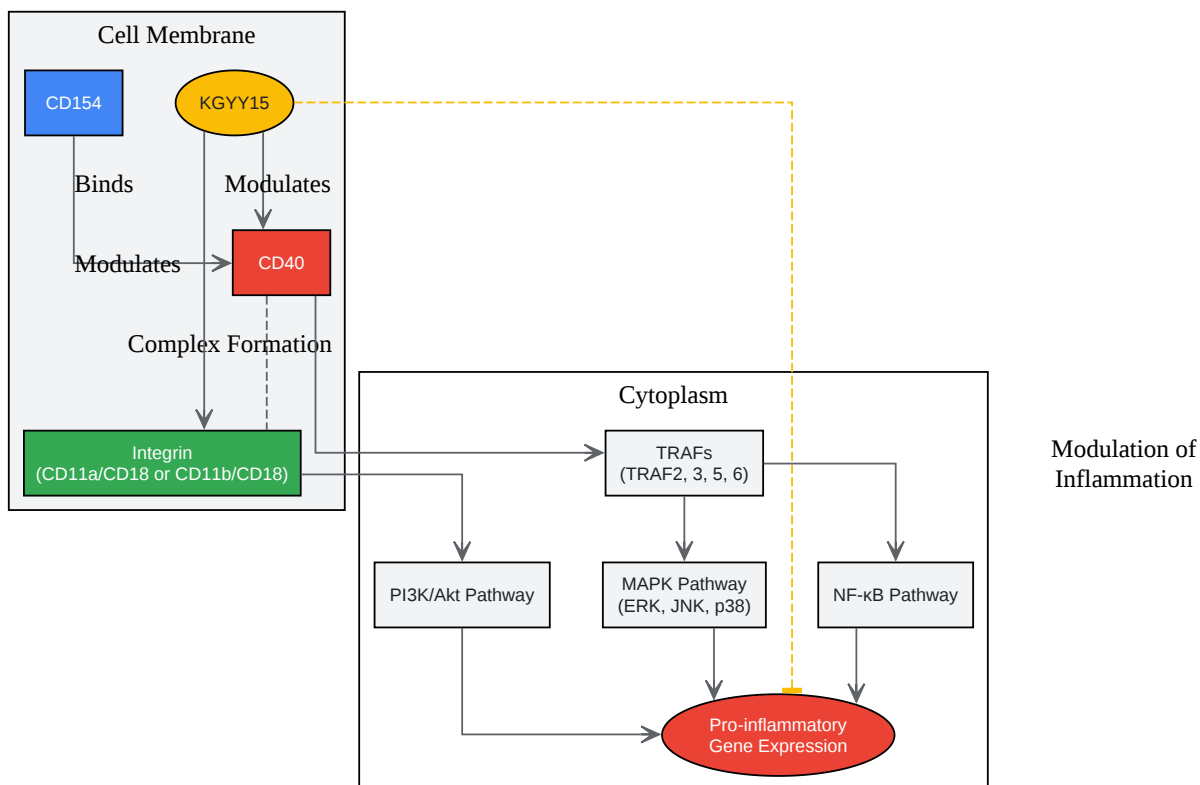 Cell Membrane
CD154
KGYY15
Binds
Modulates
Modulates
CD40
Complex Formation
Cytoplasm
Integrin
(CD11a/CD18 or CD11b/CD18)
TRAFs
(TRAF2, 3, 5, 6)
Modulation of
Inflammation
PI3K/Akt Pathway
MAPK Pathway
(ERK, JNK, p38)
NF-κB Pathway
Pro-inflammatory
Gene Expression